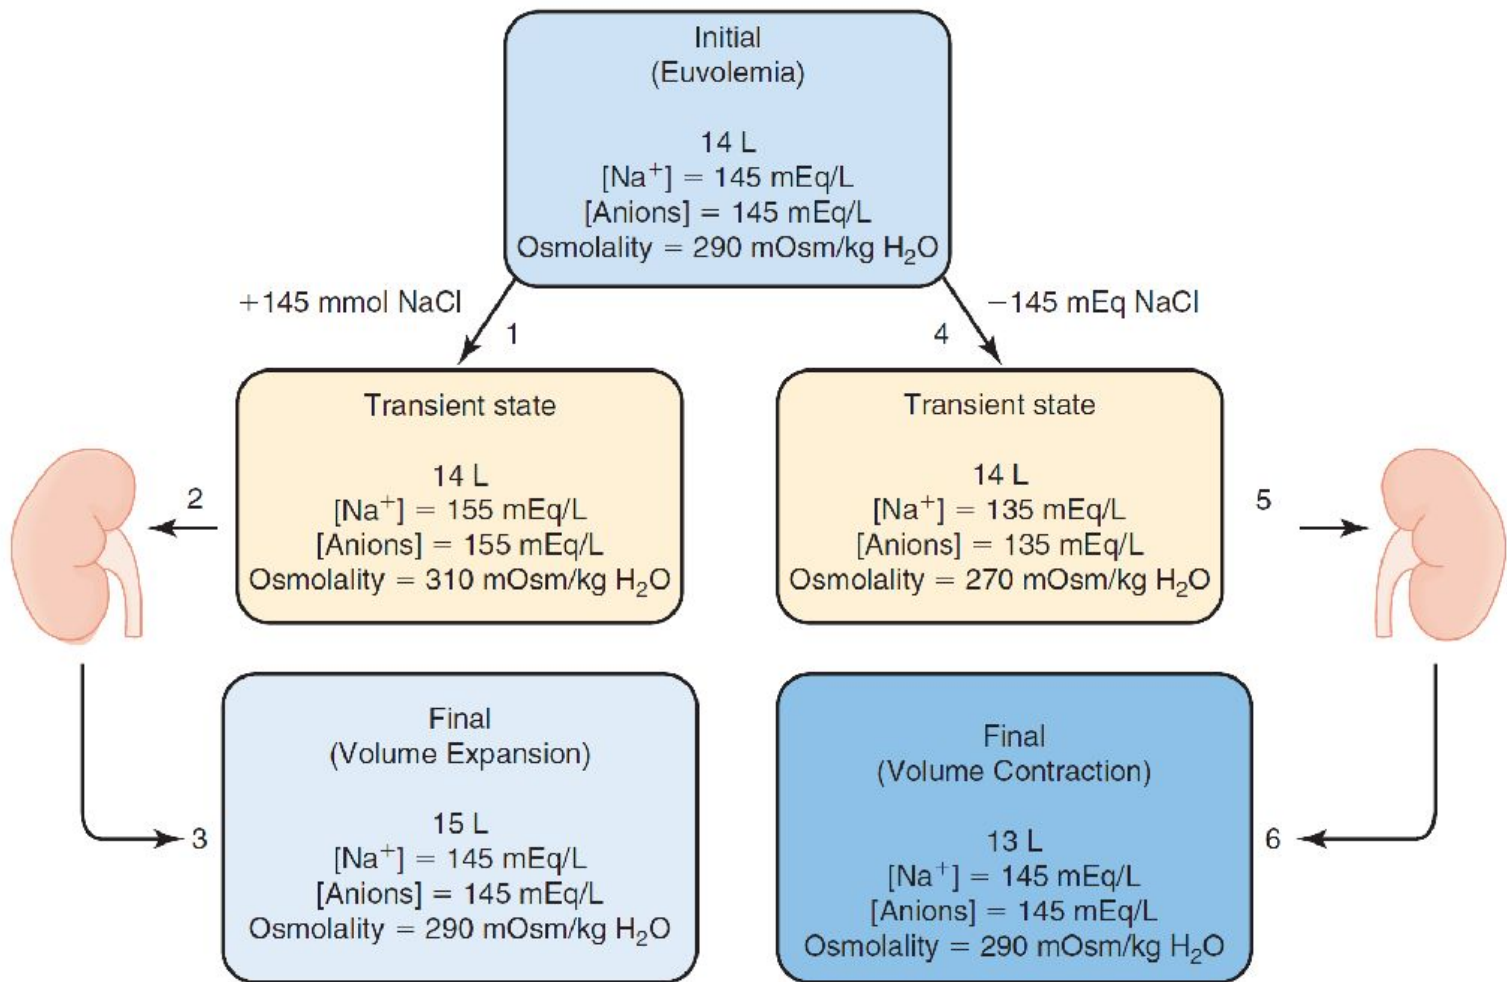 Initial
(Euvolemia)
14 L
[Na⁺] = 145 mEq/L
[Anions] = 145 mEq/L
Osmolality = 290 mOsm/kg H₂O
+145 mmol NaCl
1
4
−145 mEq NaCl
Transient state
14 L
[Na⁺] = 155 mEq/L
[Anions] = 155 mEq/L
Osmolality = 310 mOsm/kg H₂O
2
Transient state
14 L
[Na⁺] = 135 mEq/L
[Anions] = 135 mEq/L
Osmolality = 270 mOsm/kg H₂O
5
Final
(Volume Expansion)
15 L
[Na⁺] = 145 mEq/L
[Anions] = 145 mEq/L
Osmolality = 290 mOsm/kg H₂O
3
Final
(Volume Contraction)
13 L
[Na⁺] = 145 mEq/L
[Anions] = 145 mEq/L
Osmolality = 290 mOsm/kg H₂O
6